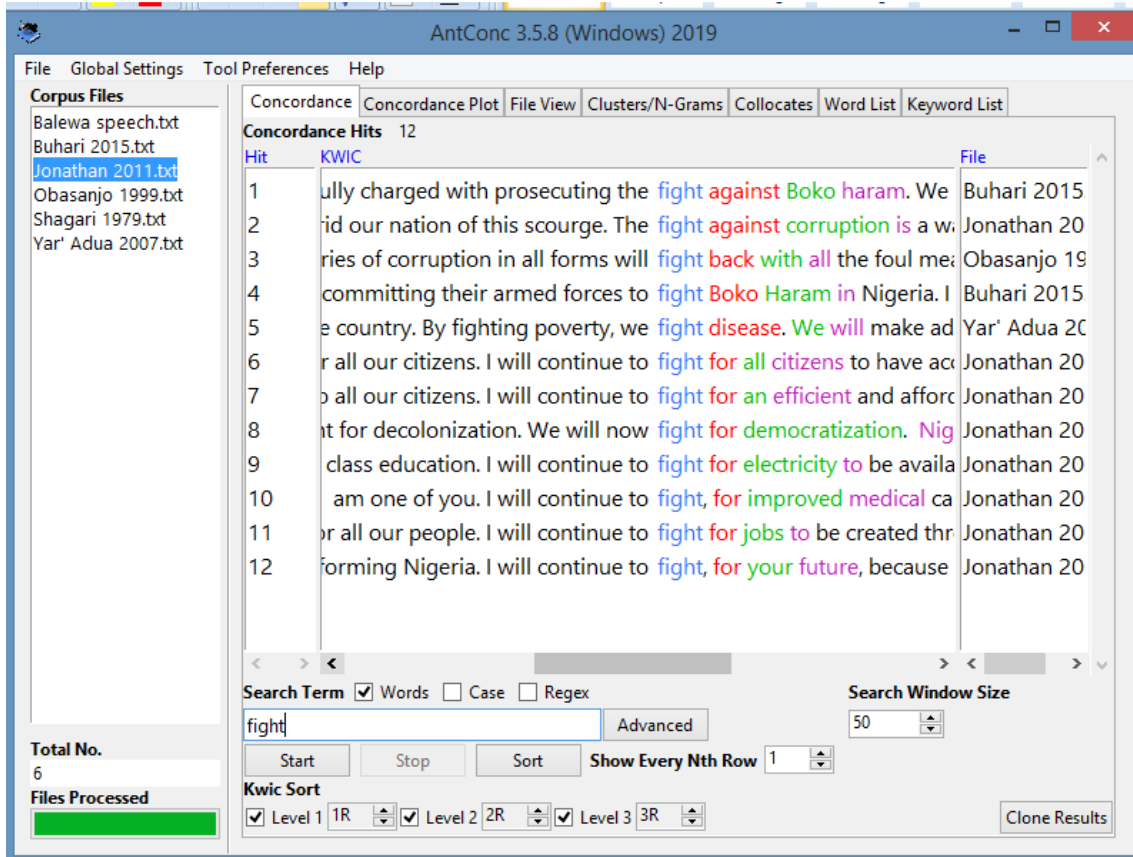 AntConc 3.5.8 (Windows) 2019
File Global Settings Tool Preferences Help
Corpus Files
Balewa speech.txt
Buhari 2015.txt
Jonathan 2011.txt
Obasanjo 1999.txt
Shagari 1979.txt
Yar' Adua 2007.txt
Total No.
6
Files Processed
Concordance Concordance Plot File View Clusters/N-Grams Collocates Word List Keyword List
Concordance Hits 12
Hit KWIC File
1 ully charged with prosecuting the fight against Boko haram. We Buhari 2015.
2 rid our nation of this scourge. The fight against corruption is a wa Jonathan 20
3 ries of corruption in all forms will fight back with all the foul mea Obasanjo 19
4 committing their armed forces to fight Boko Haram in Nigeria. I Buhari 2015.
5 e country. By fighting poverty, we fight disease. We will make ad Yar' Adua 20
6 r all our citizens. I will continue to fight for all citizens to have acc Jonathan 20
7 o all our citizens. I will continue to fight for an efficient and afford Jonathan 20
8 nt for decolonization. We will now fight for democratization. Nig Jonathan 20
9 class education. I will continue to fight for electricity to be availa Jonathan 20
10 am one of you. I will continue to fight, for improved medical ca Jonathan 20
11 or all our people. I will continue to fight for jobs to be created thr Jonathan 20
12 forming Nigeria. I will continue to fight, for your future, because Jonathan 20
Search Term Words Case Regex Search Window Size
fight Advanced 50
Start Stop Sort Show Every Nth Row 1
Kwic Sort
Level 1 1R Level 2 2R Level 3 3R Clone Results